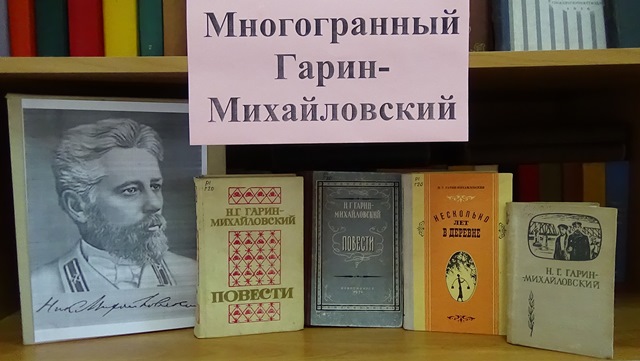 Многогранный
Гарин-
Михайловский
Н.Г. ГАРИН-
МИХАЙЛОВСКИЙ
ПОВЕСТИ
Н.Г. ГАРИН-
МИХАЙЛОВСКИЙ
ПОВЕСТИ
НЕСКОЛЬКО
ЛЕТ
В ДЕРЕВНЕ
Н. Г. ГАРИН-
МИХАЙЛОВСКИЙ